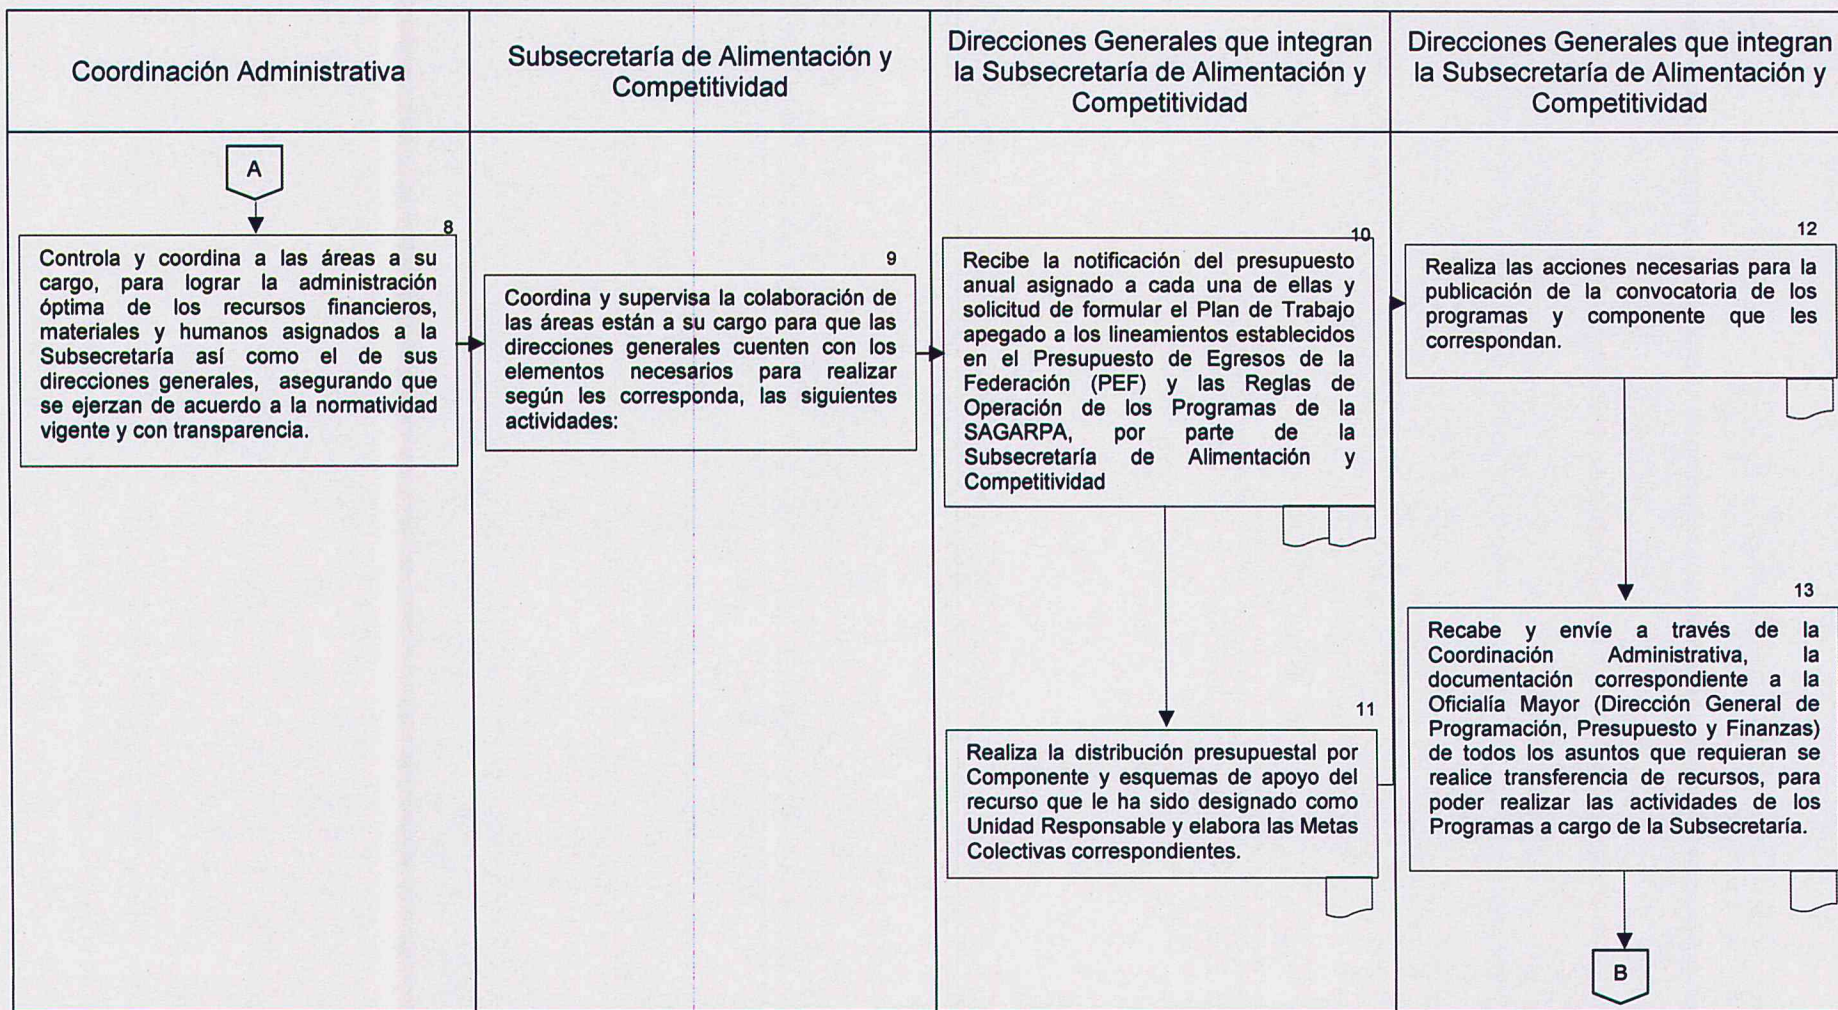 Coordinación Administrativa
Subsecretaría de Alimentación y
Competitividad
Direcciones Generales que integran
la Subsecretaría de Alimentación y
Competitividad
Direcciones Generales que integran
la Subsecretaría de Alimentación y
Competitividad
A
8
Controla y coordina a las áreas a su
cargo, para lograr la administración
óptima de los recursos financieros,
materiales y humanos asignados a la
Subsecretaría así como el de sus
direcciones generales, asegurando que
se ejerzan de acuerdo a la normatividad
vigente y con transparencia.
9
Coordina y supervisa la colaboración de
las áreas están a su cargo para que las
direcciones generales cuenten con los
elementos necesarios para realizar
según les corresponda, las siguientes
actividades:
10
Recibe la notificación del presupuesto
anual asignado a cada una de ellas y
solicitud de formular el Plan de Trabajo
apegado a los lineamientos establecidos
en el Presupuesto de Egresos de la
Federación (PEF) y las Reglas de
Operación de los Programas de la
SAGARPA, por parte de la
Subsecretaría de Alimentación y
Competitividad
11
Realiza la distribución presupuestal por
Componente y esquemas de apoyo del
recurso que le ha sido designado como
Unidad Responsable y elabora las Metas
Colectivas correspondientes.
12
Realiza las acciones necesarias para la
publicación de la convocatoria de los
programas y componente que les
correspondan.
13
Recabe y envíe a través de la
Coordinación Administrativa, la
documentación correspondiente a la
Oficialía Mayor (Dirección General de
Programación, Presupuesto y Finanzas)
de todos los asuntos que requieran se
realice transferencia de recursos, para
poder realizar las actividades de los
Programas a cargo de la Subsecretaría.
B